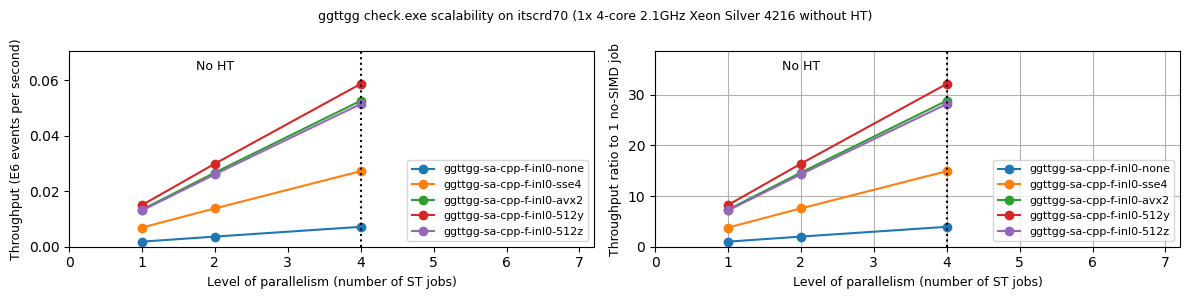 ggttgg check.exe scalability on itscrd70 (1x 4-core 2.1GHz Xeon Silver 4216 without HT)
Throughput (E6 events per second)
0.06
0.04
0.02
0.00
No HT
ggttgg-sa-cpp-f-inl0-none
ggttgg-sa-cpp-f-inl0-sse4
ggttgg-sa-cpp-f-inl0-avx2
ggttgg-sa-cpp-f-inl0-512y
ggttgg-sa-cpp-f-inl0-512z
0 1 2 3 4 5 6 7
Level of parallelism (number of ST jobs)
Throughput ratio to 1 no-SIMD job
30
20
10
0
No HT
ggttgg-sa-cpp-f-inl0-none
ggttgg-sa-cpp-f-inl0-sse4
ggttgg-sa-cpp-f-inl0-avx2
ggttgg-sa-cpp-f-inl0-512y
ggttgg-sa-cpp-f-inl0-512z
0 1 2 3 4 5 6 7
Level of parallelism (number of ST jobs)